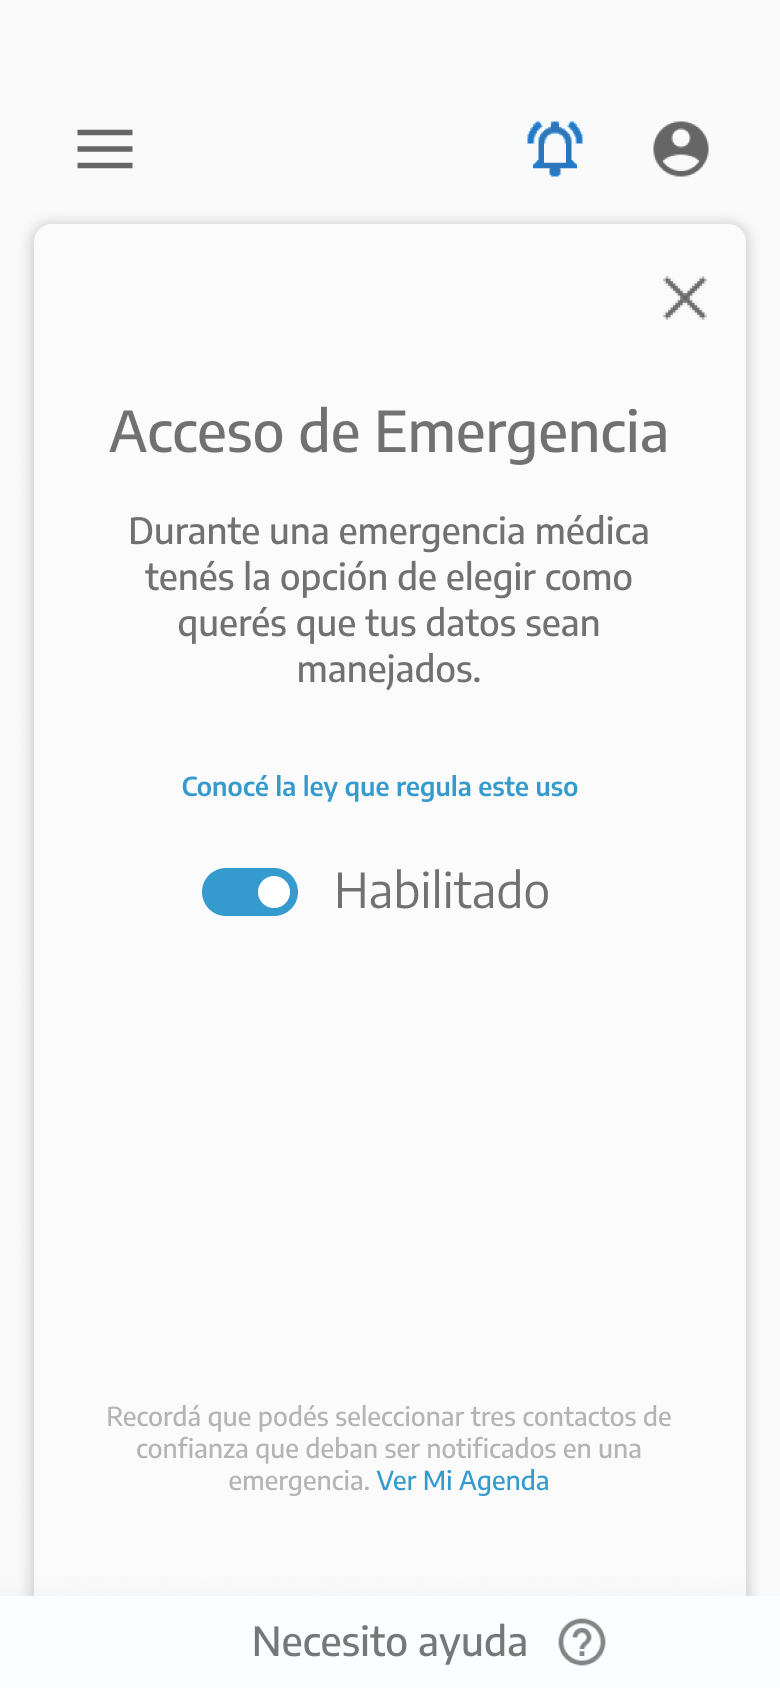 Acceso de Emergencia
Durante una emergencia médica
tenés la opción de elegir como
querés que tus datos sean
manejados.
Conocé la ley que regula este uso
Habilitado
Recordá que podés seleccionar tres contactos de
confianza que deban ser notificados en una
emergencia. Ver Mi Agenda
Necesito ayuda